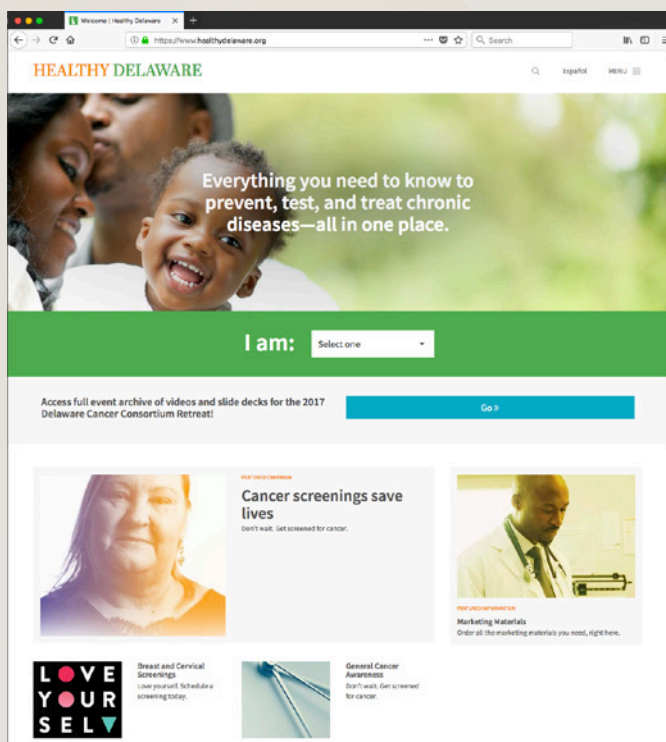 Welcome | Healthy Delaware
https://www.healthydelaware.org
Search
HEALTHY DELAWARE
Español
MENU
Everything you need to know to
prevent, test, and treat chronic
diseases—all in one place.
I am:
Select one
Access full event archive of videos and slide decks for the 2017
Delaware Cancer Consortium Retreat!
Go »
FEATURED CAMPAIGN
Cancer screenings save
lives
Don't wait. Get screened for cancer.
FEATURED INFORMATION
Marketing Materials
Order all the marketing materials you need, right here.
LOVE
YOUR
SELV
Breast and Cervical
Screenings
Love yourself. Schedule a
screening today.
General Cancer
Awareness
Don't wait. Get screened
for cancer.